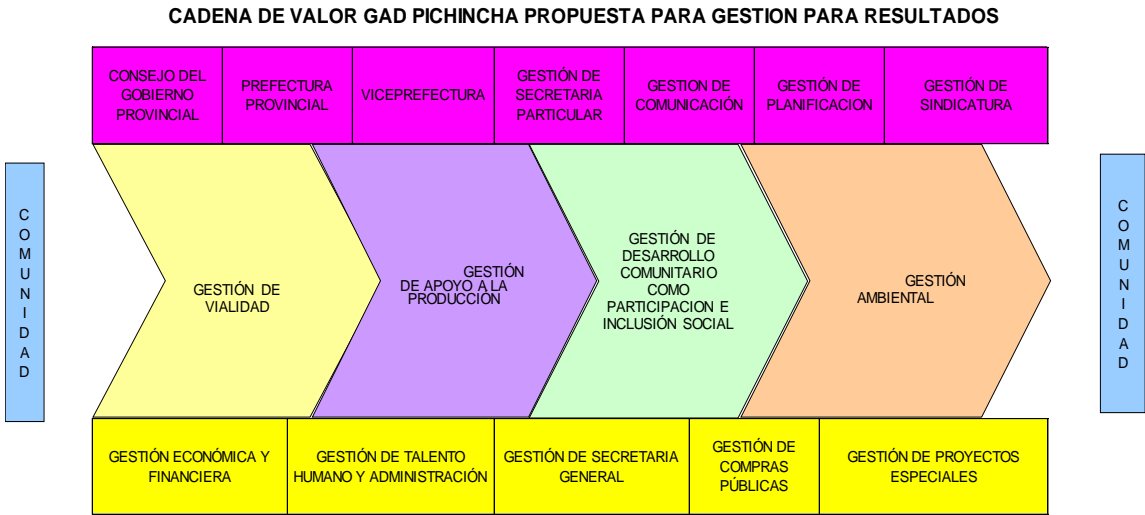 CADENA DE VALOR GAD PICHINCHA PROPUESTA PARA GESTION PARA RESULTADOS
CONSEJO DEL
GOBIERNO
PROVINCIAL
PREFECTURA
PROVINCIAL
VICEPREFECTURA
GESTIÓN DE
SECRETARIA
PARTICULAR
GESTION DE
COMUNICACIÓN
GESTIÓN DE
PLANIFICACION
GESTIÓN DE
SINDICATURA
C
O
M
U
N
I
D
A
D
GESTIÓN DE
VIALIDAD
GESTIÓN
DE APOYO A LA
PRODUCCIÓN
GESTIÓN DE
DESARROLLO
COMUNITARIO
COMO
PARTICIPACION E
INCLUSIÓN SOCIAL
GESTIÓN
AMBIENTAL
C
O
M
U
N
I
D
A
D
GESTIÓN ECONÓMICA Y
FINANCIERA
GESTIÓN DE TALENTO
HUMANO Y ADMINISTRACIÓN
GESTIÓN DE SECRETARIA
GENERAL
GESTIÓN DE
COMPRAS
PÚBLICAS
GESTIÓN DE PROYECTOS
ESPECIALES